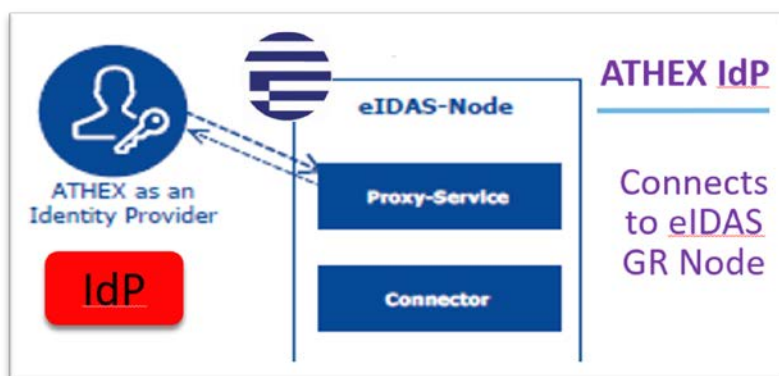 ATHEX as an
Identity Provider
IdP
eIDAS-Node
Proxy-Service
Connector
ATHEX IdP
Connects
to eIDAS
GR Node